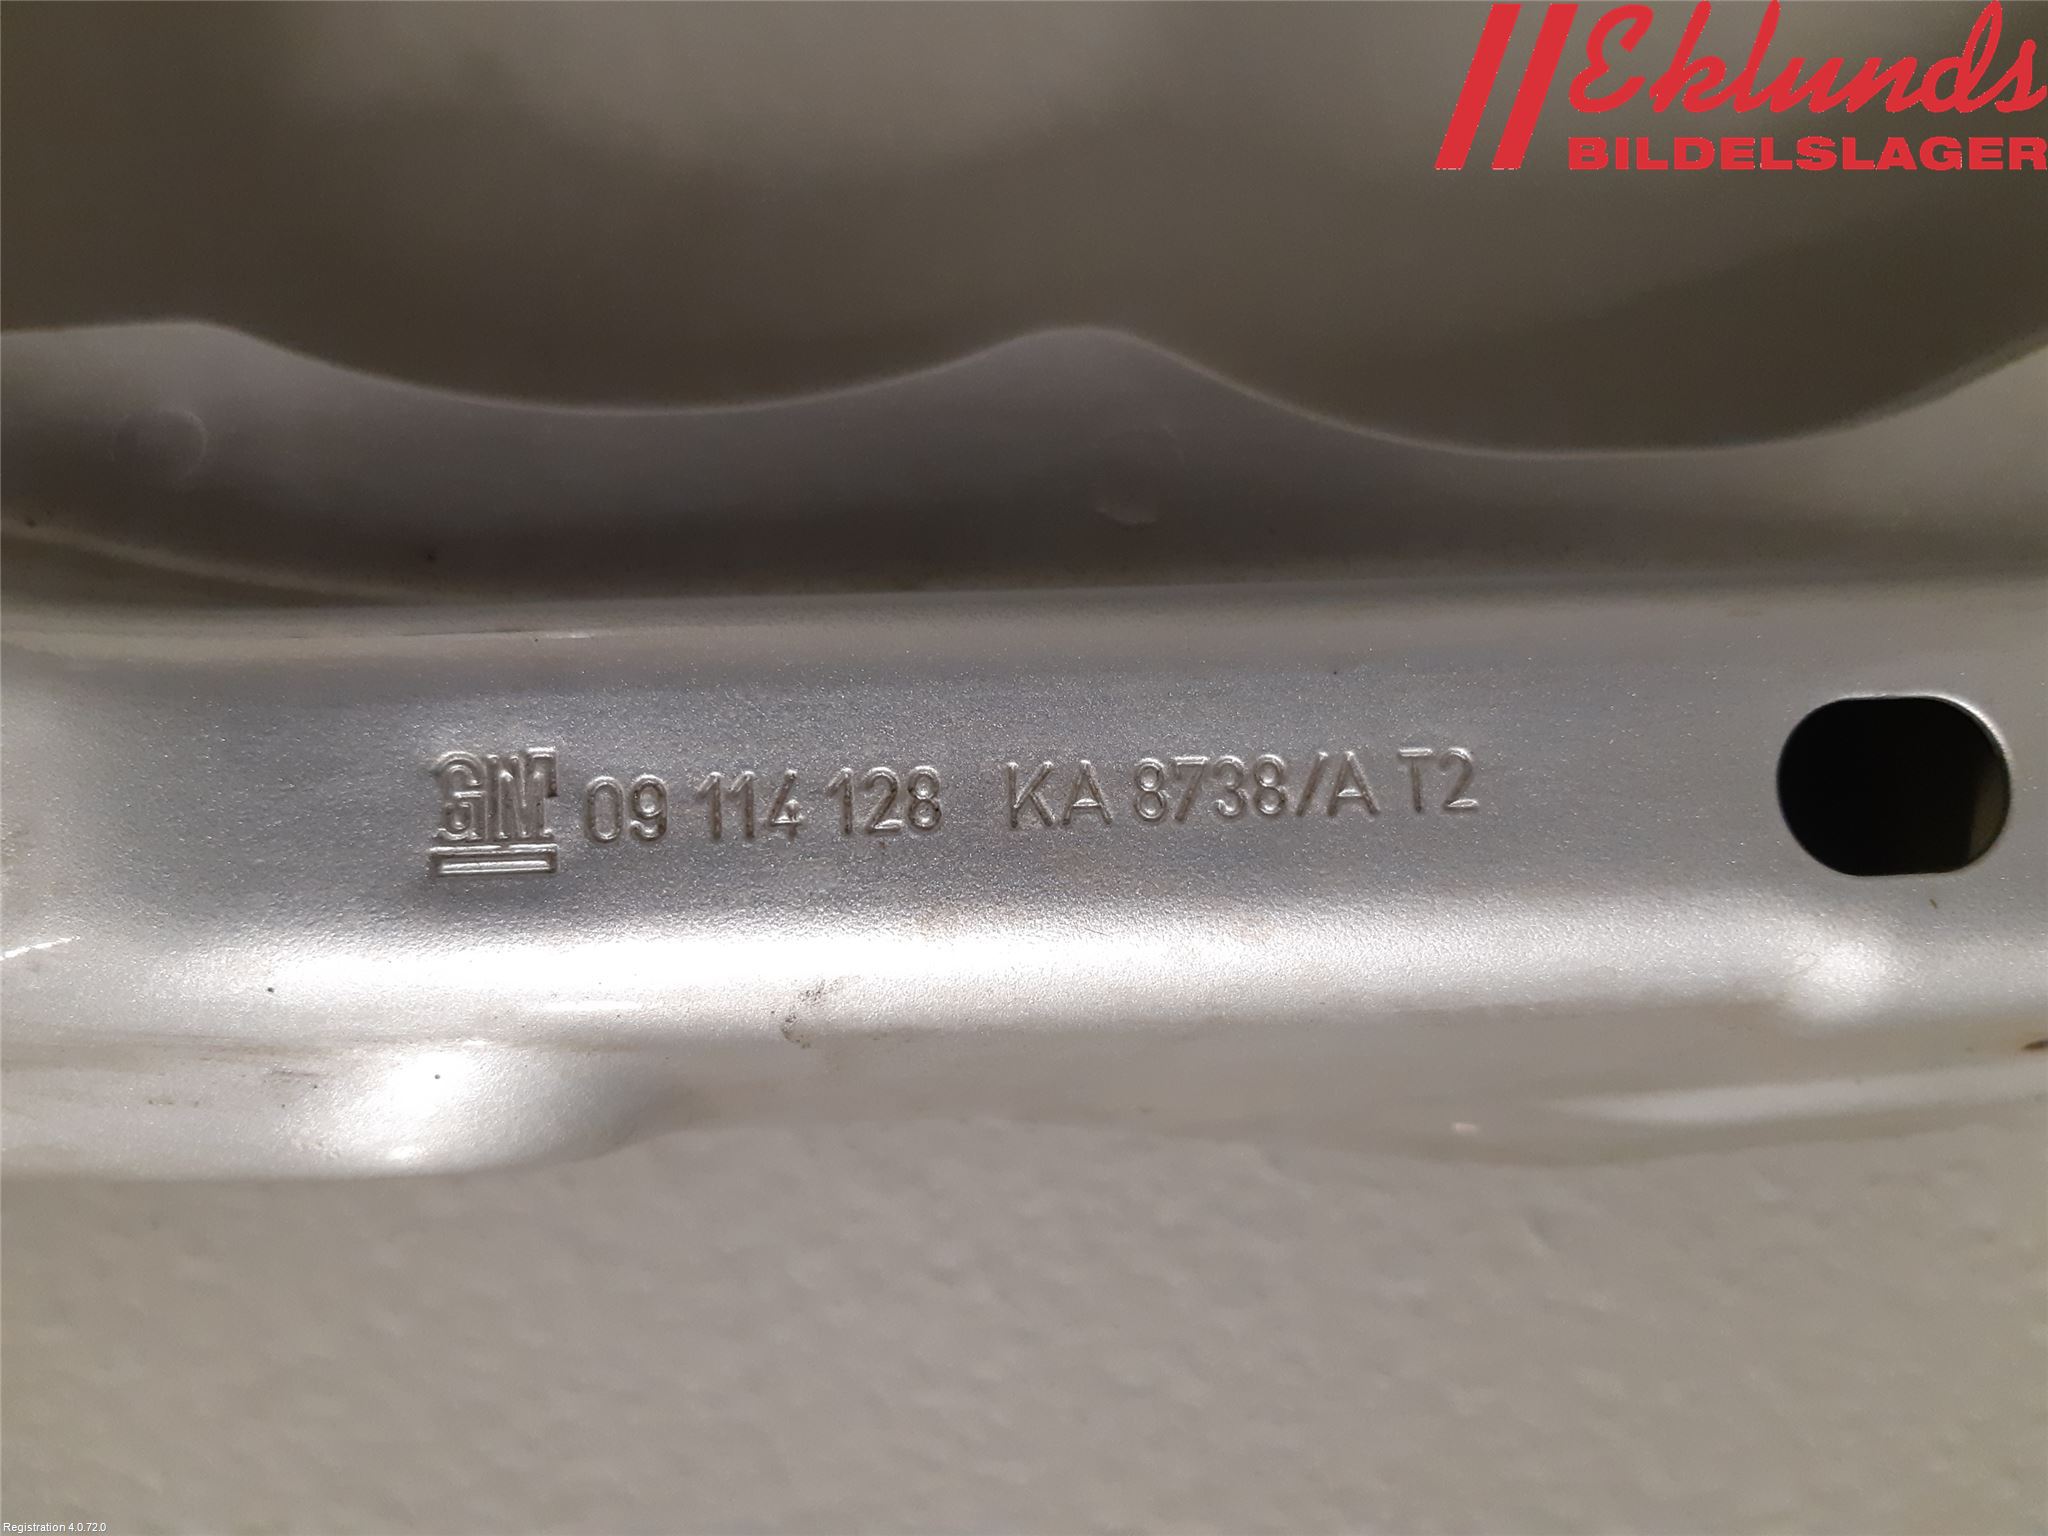 Eklunds
BILDELSLAGER
GM 09 114 128 KA 8738/A T2
Registration 4.0.72.0